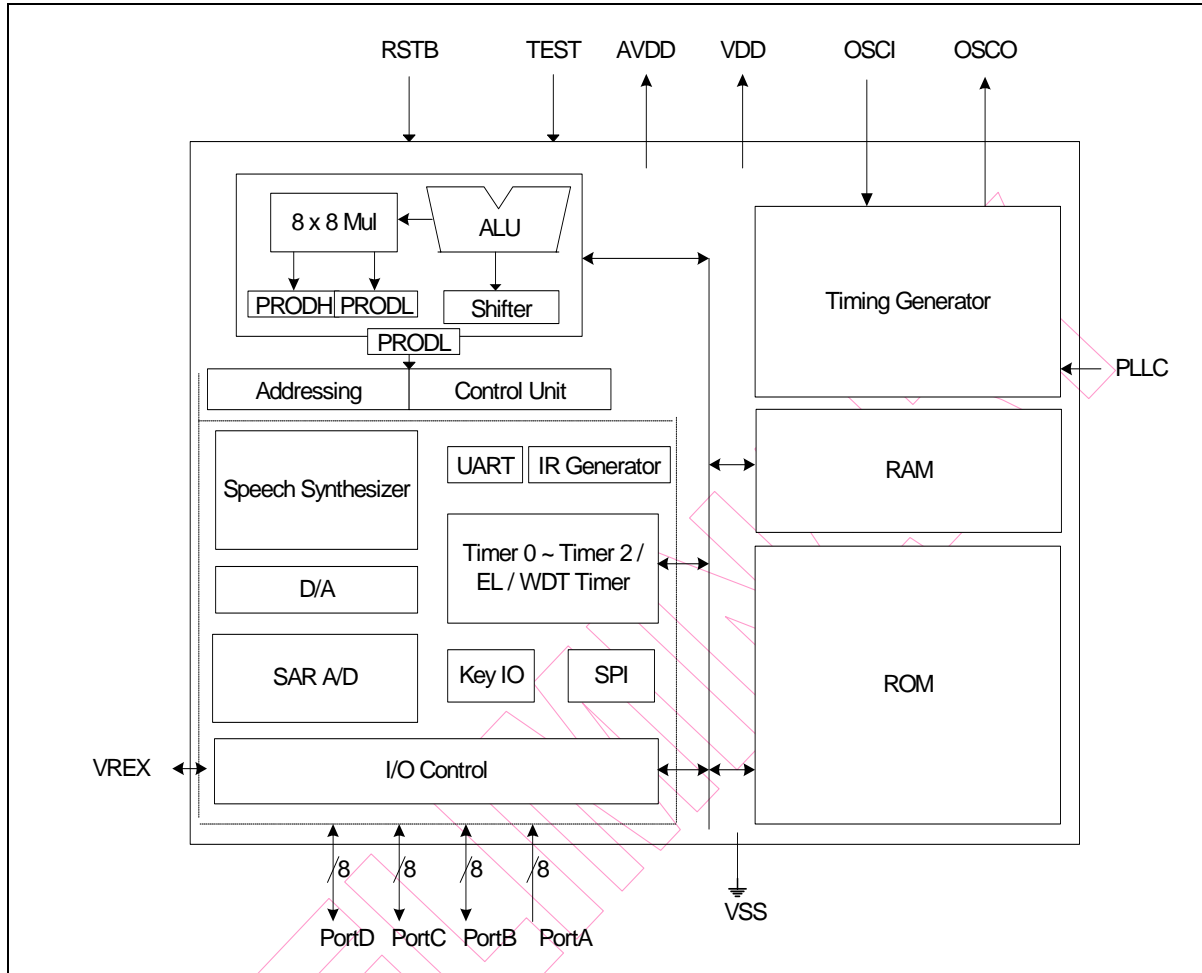 RSTB TEST AVDD VDD OSCI OSCO
8 x 8 Mul
ALU
PRODH
PRODL
Shifter
PRODL
Addressing
Control Unit
Timing Generator
PLLC
Speech Synthesizer
UART
IR Generator
RAM
Timer 0 ~ Timer 2 /
EL / WDT Timer
D/A
SAR A/D
Key IO
SPI
ROM
VREX
I/O Control
8 8 8 8
PortD PortC PortB PortA
VSS